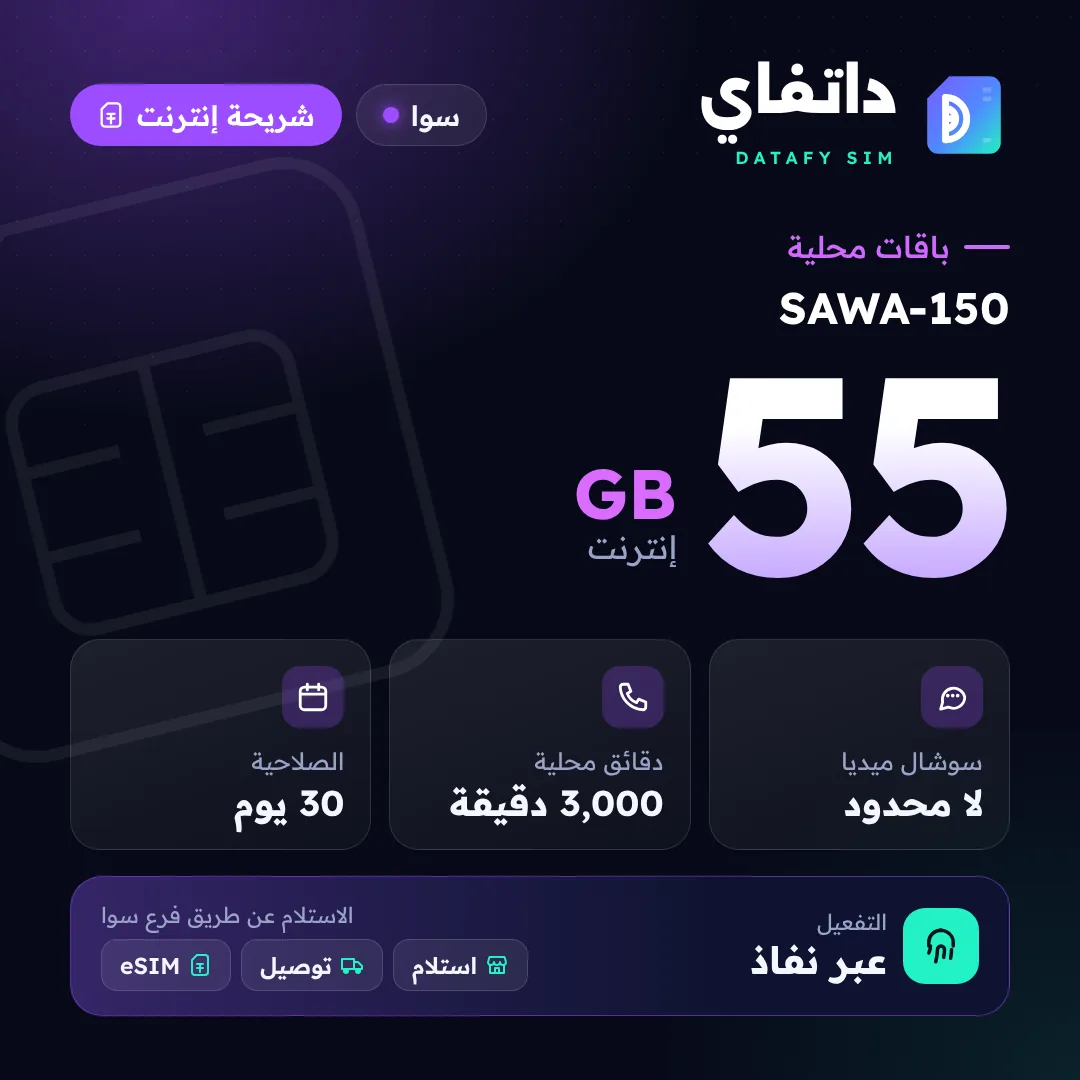 داتفاي
DATAFY SIM
سوا
شريحة إنترنت
باقات محلية
SAWA-150
55
GB
إنترنت
سوشال ميديا
لا محدود
دقائق محلية
3,000 دقيقة
الصلاحية
30 يوم
التفعيل
عبر نفاذ
الاستلام عن طريق فرع سوا
استلام
توصيل
eSIM